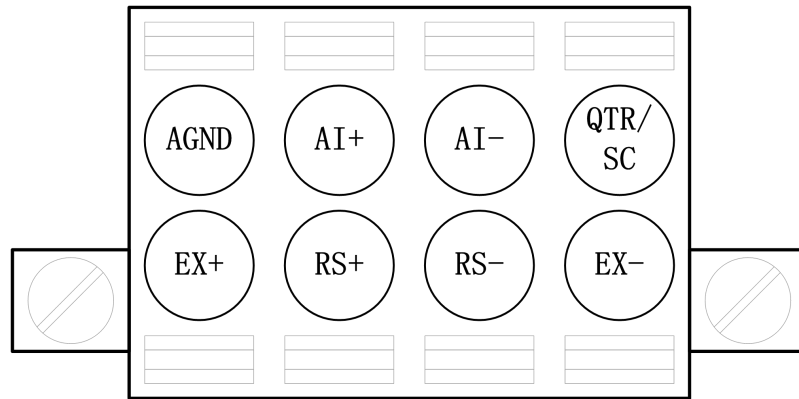 AGND AI+ AI− QTR/
SC
EX+ RS+ RS− EX−